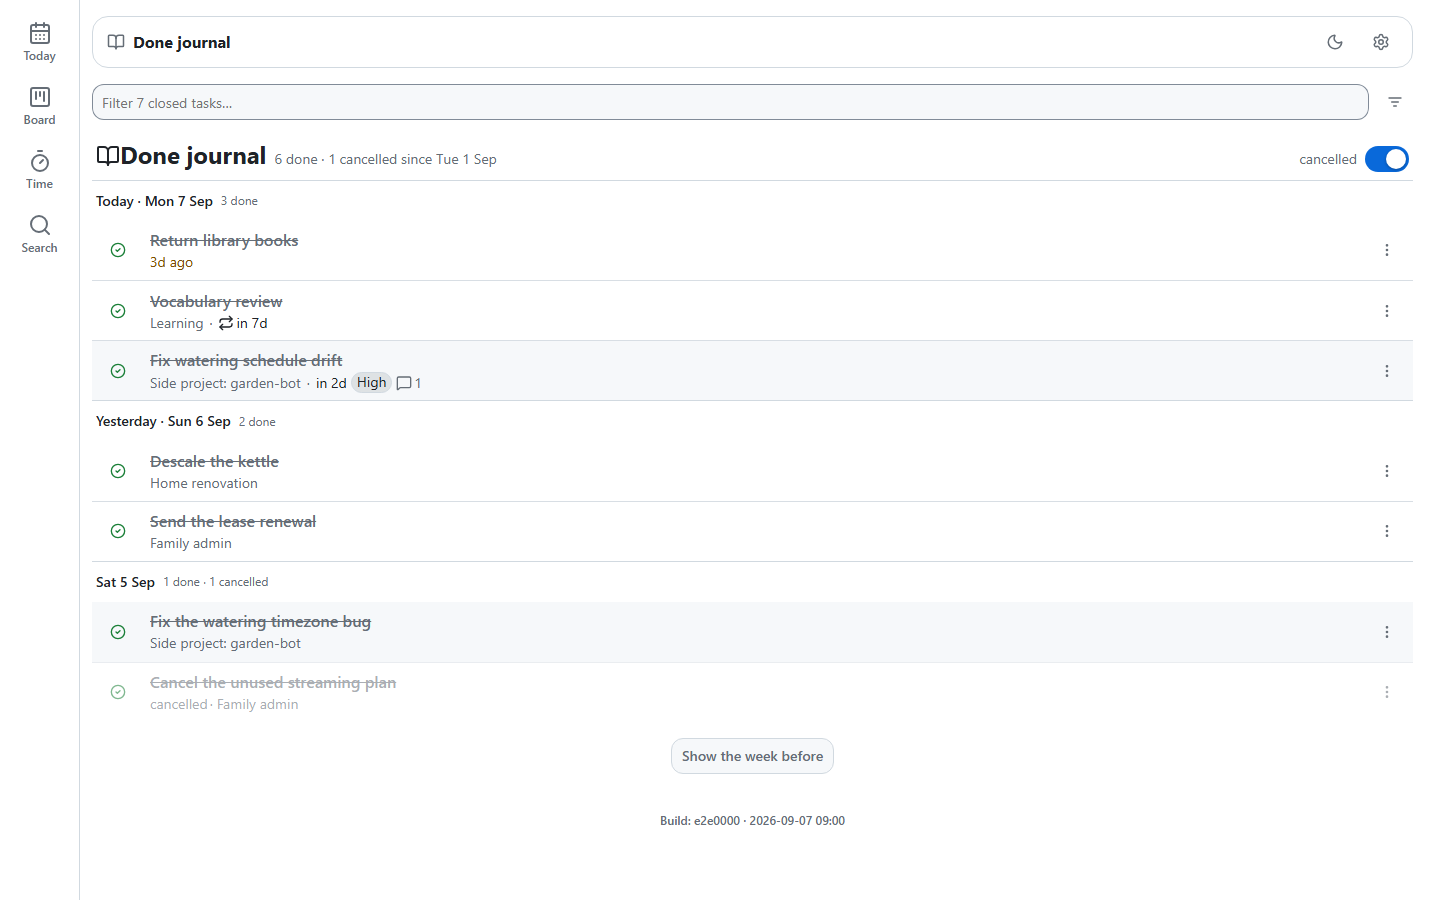 Today
Board
Time
Search
Done journal
Filter 7 closed tasks...
Done journal 6 done · 1 cancelled since Tue 1 Sep
cancelled
Today · Mon 7 Sep 3 done
Return library books
3d ago
Vocabulary review
Learning · in 7d
Fix watering schedule drift
Side project: garden-bot · in 2d High 1
Yesterday · Sun 6 Sep 2 done
Descale the kettle
Home renovation
Send the lease renewal
Family admin
Sat 5 Sep 1 done · 1 cancelled
Fix the watering timezone bug
Side project: garden-bot
Cancel the unused streaming plan
cancelled · Family admin
Show the week before
Build: e2e0000 · 2026-09-07 09:00